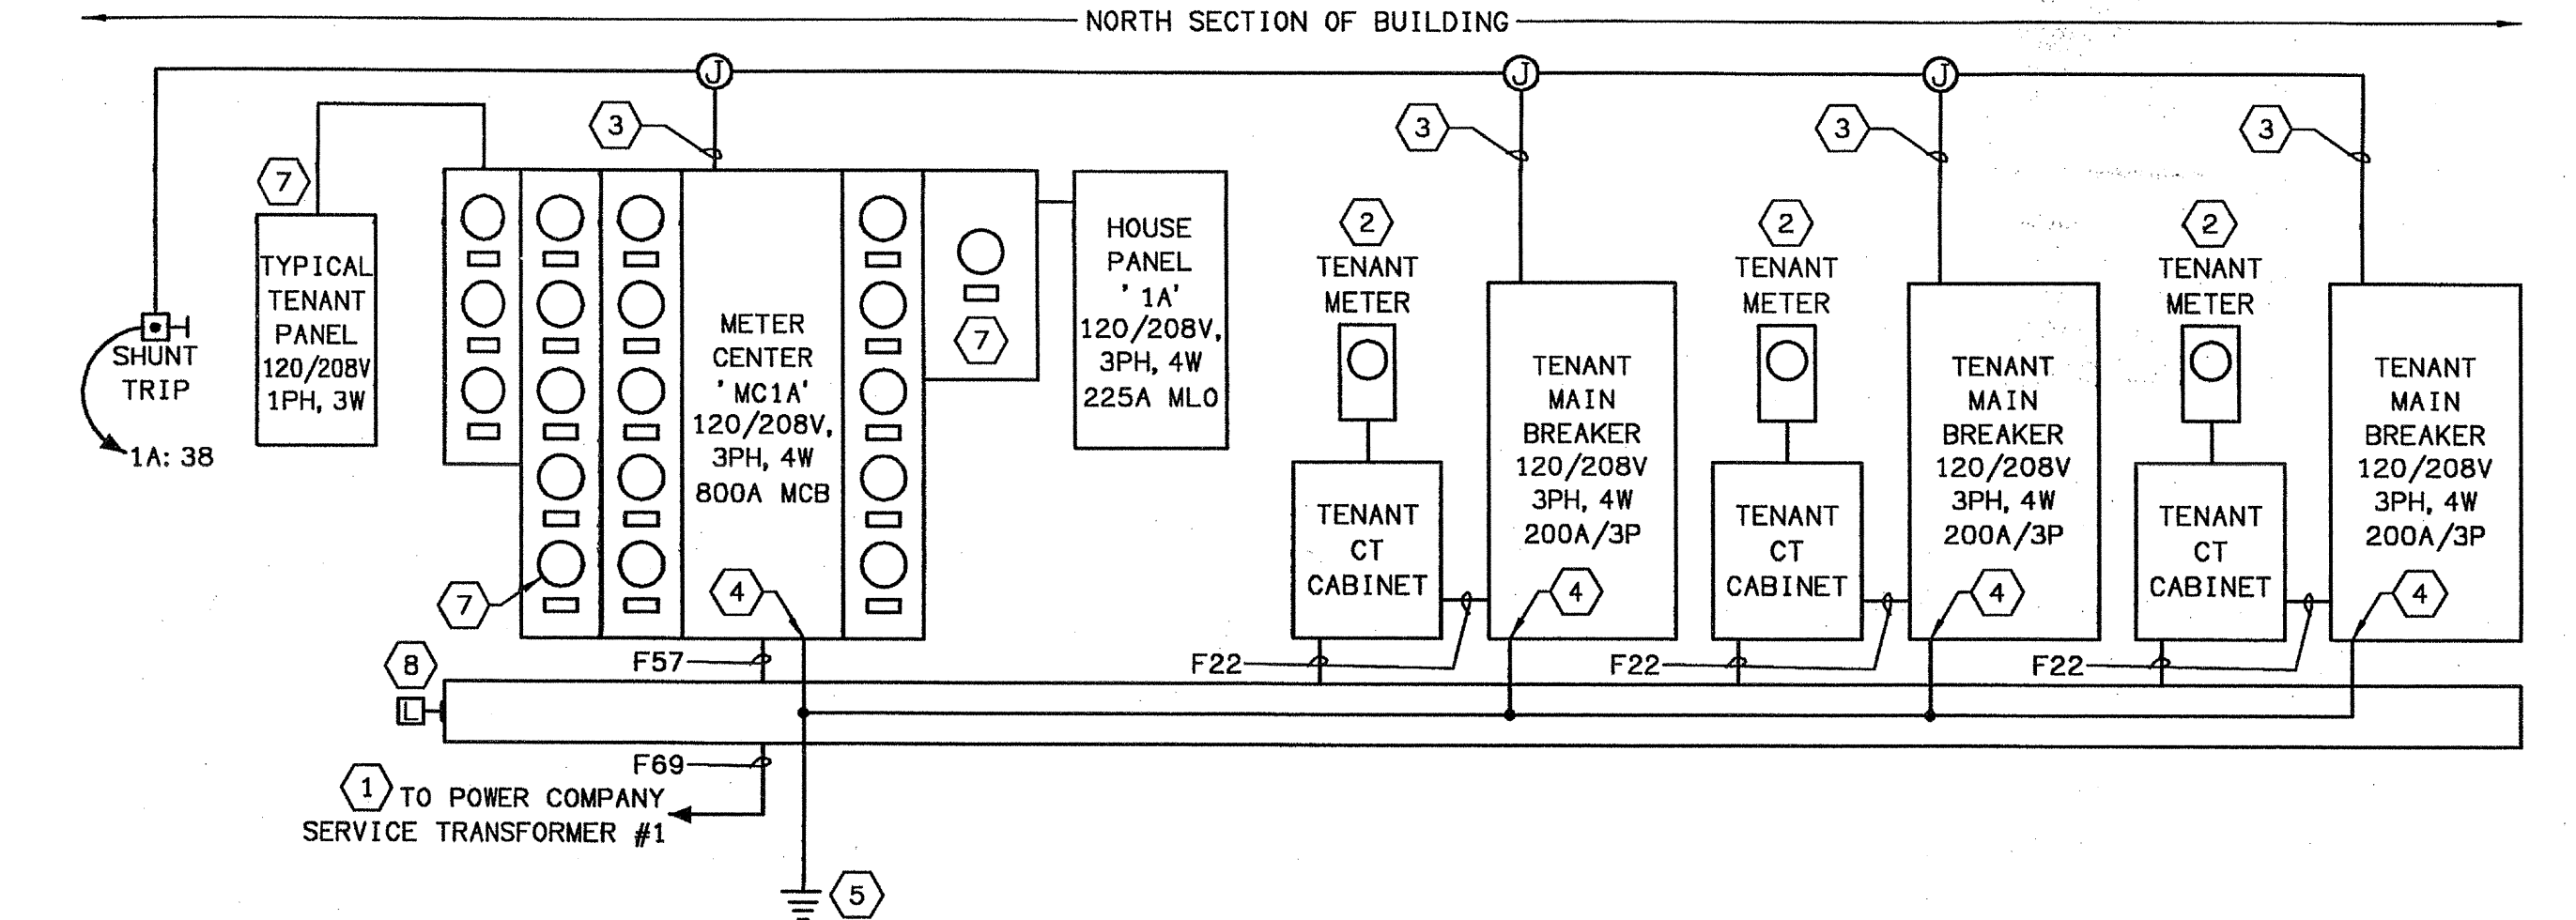 NORTH SECTION OF BUILDING
J
J
J
3
3
3
3
7
TYPICAL
TENANT
PANEL
120/208V
1PH, 3W
SHUNT
TRIP
1A: 38
METER
CENTER
'MC1A'
120/208V,
3PH, 4W
800A MCB
7
7
4
HOUSE
PANEL
'1A'
120/208V,
3PH, 4W
225A MLO
2
TENANT
METER
TENANT
CT
CABINET
TENANT
MAIN
BREAKER
120/208V
3PH, 4W
200A/3P
4
2
TENANT
METER
TENANT
CT
CABINET
TENANT
MAIN
BREAKER
120/208V
3PH, 4W
200A/3P
4
2
TENANT
METER
TENANT
CT
CABINET
TENANT
MAIN
BREAKER
120/208V
3PH, 4W
200A/3P
4
F57
F22
F22
F22
8
L
F69
1 TO POWER COMPANY
SERVICE TRANSFORMER #1
5